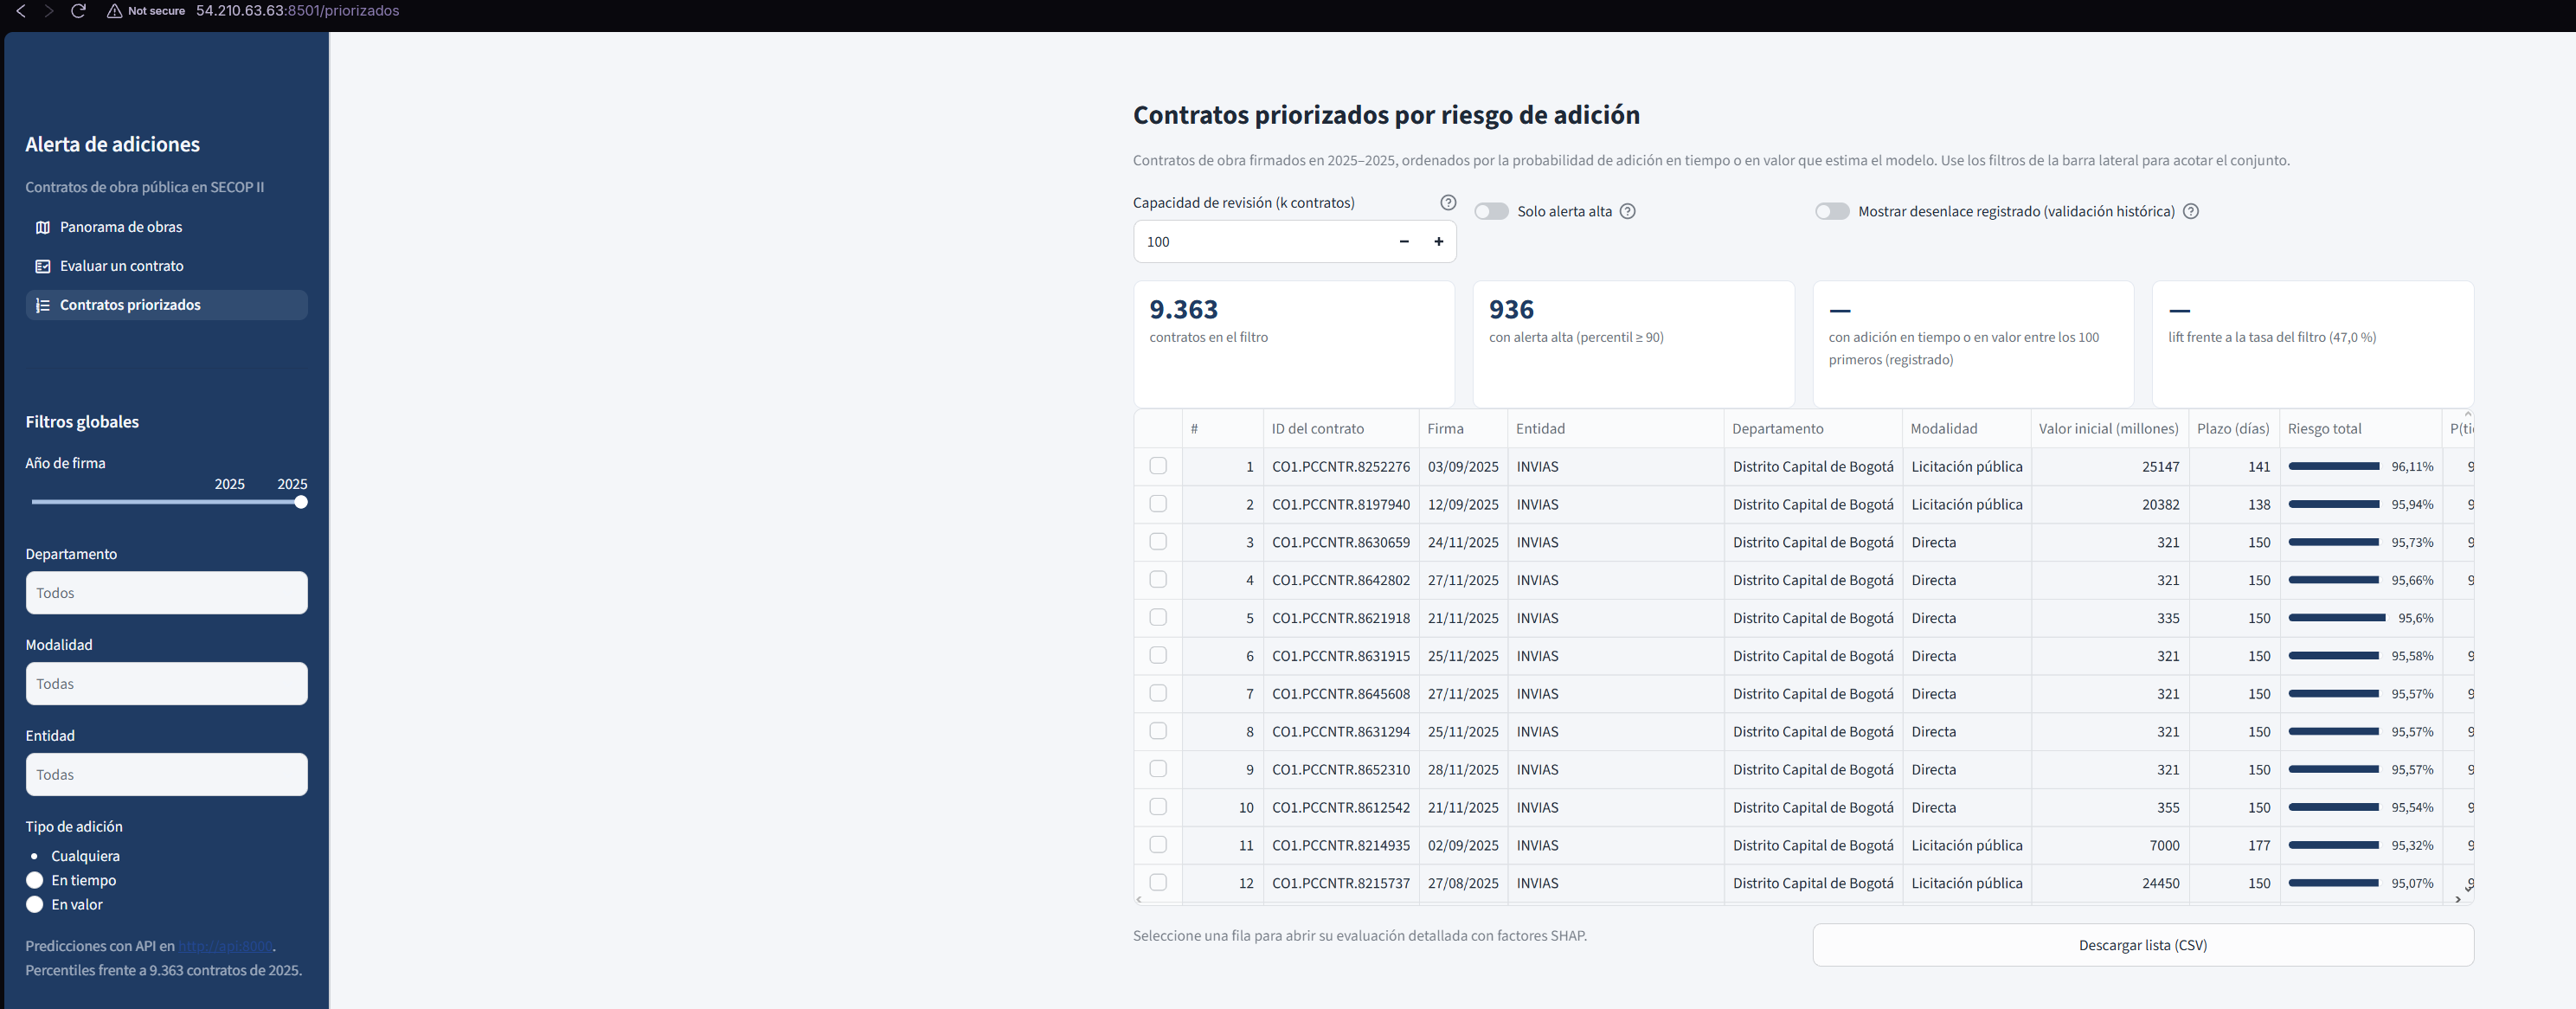 Not secure 54.210.63.63:8501/priorizados
Alerta de adiciones
Contratos de obra pública en SECOP II
Panorama de obras
Evaluar un contrato
Contratos priorizados
Filtros globales
Año de firma
2025 2025
Departamento
Todos
Modalidad
Todas
Entidad
Todas
Tipo de adición
Cualquiera
En tiempo
En valor
Predicciones con API en http://api:8000.
Percentiles frente a 9.363 contratos de 2025.
Contratos priorizados por riesgo de adición
Contratos de obra firmados en 2025–2025, ordenados por la probabilidad de adición en tiempo o en valor que estima el modelo. Use los filtros de la barra lateral para acotar el conjunto.
Capacidad de revisión (k contratos)
100
Solo alerta alta
Mostrar desenlace registrado (validación histórica)
9.363
contratos en el filtro
936
con alerta alta (percentil ≥ 90)
—
con adición en tiempo o en valor entre los 100
primeros (registrado)
—
lift frente a la tasa del filtro (47,0 %)
# ID del contrato Firma Entidad Departamento Modalidad Valor inicial (millones) Plazo (días) Riesgo total
1 CO1.PCCNTR.8252276 03/09/2025 INVIAS Distrito Capital de Bogotá Licitación pública 25147 141 96,11% 9
2 CO1.PCCNTR.8197940 12/09/2025 INVIAS Distrito Capital de Bogotá Licitación pública 20382 138 95,94% 9
3 CO1.PCCNTR.8630659 24/11/2025 INVIAS Distrito Capital de Bogotá Directa 321 150 95,73% 9
4 CO1.PCCNTR.8642802 27/11/2025 INVIAS Distrito Capital de Bogotá Directa 321 150 95,66% 9
5 CO1.PCCNTR.8621918 21/11/2025 INVIAS Distrito Capital de Bogotá Directa 335 150 95,6%
6 CO1.PCCNTR.8631915 25/11/2025 INVIAS Distrito Capital de Bogotá Directa 321 150 95,58% 9
7 CO1.PCCNTR.8645608 27/11/2025 INVIAS Distrito Capital de Bogotá Directa 321 150 95,57% 9
8 CO1.PCCNTR.8631294 25/11/2025 INVIAS Distrito Capital de Bogotá Directa 321 150 95,57% 9
9 CO1.PCCNTR.8652310 28/11/2025 INVIAS Distrito Capital de Bogotá Directa 321 150 95,57% 9
10 CO1.PCCNTR.8612542 21/11/2025 INVIAS Distrito Capital de Bogotá Directa 355 150 95,54% 9
11 CO1.PCCNTR.8214935 02/09/2025 INVIAS Distrito Capital de Bogotá Licitación pública 7000 177 95,32% 9
12 CO1.PCCNTR.8215737 27/08/2025 INVIAS Distrito Capital de Bogotá Licitación pública 24450 150 95,07% 9
Seleccione una fila para abrir su evaluación detallada con factores SHAP.
Descargar lista (CSV)